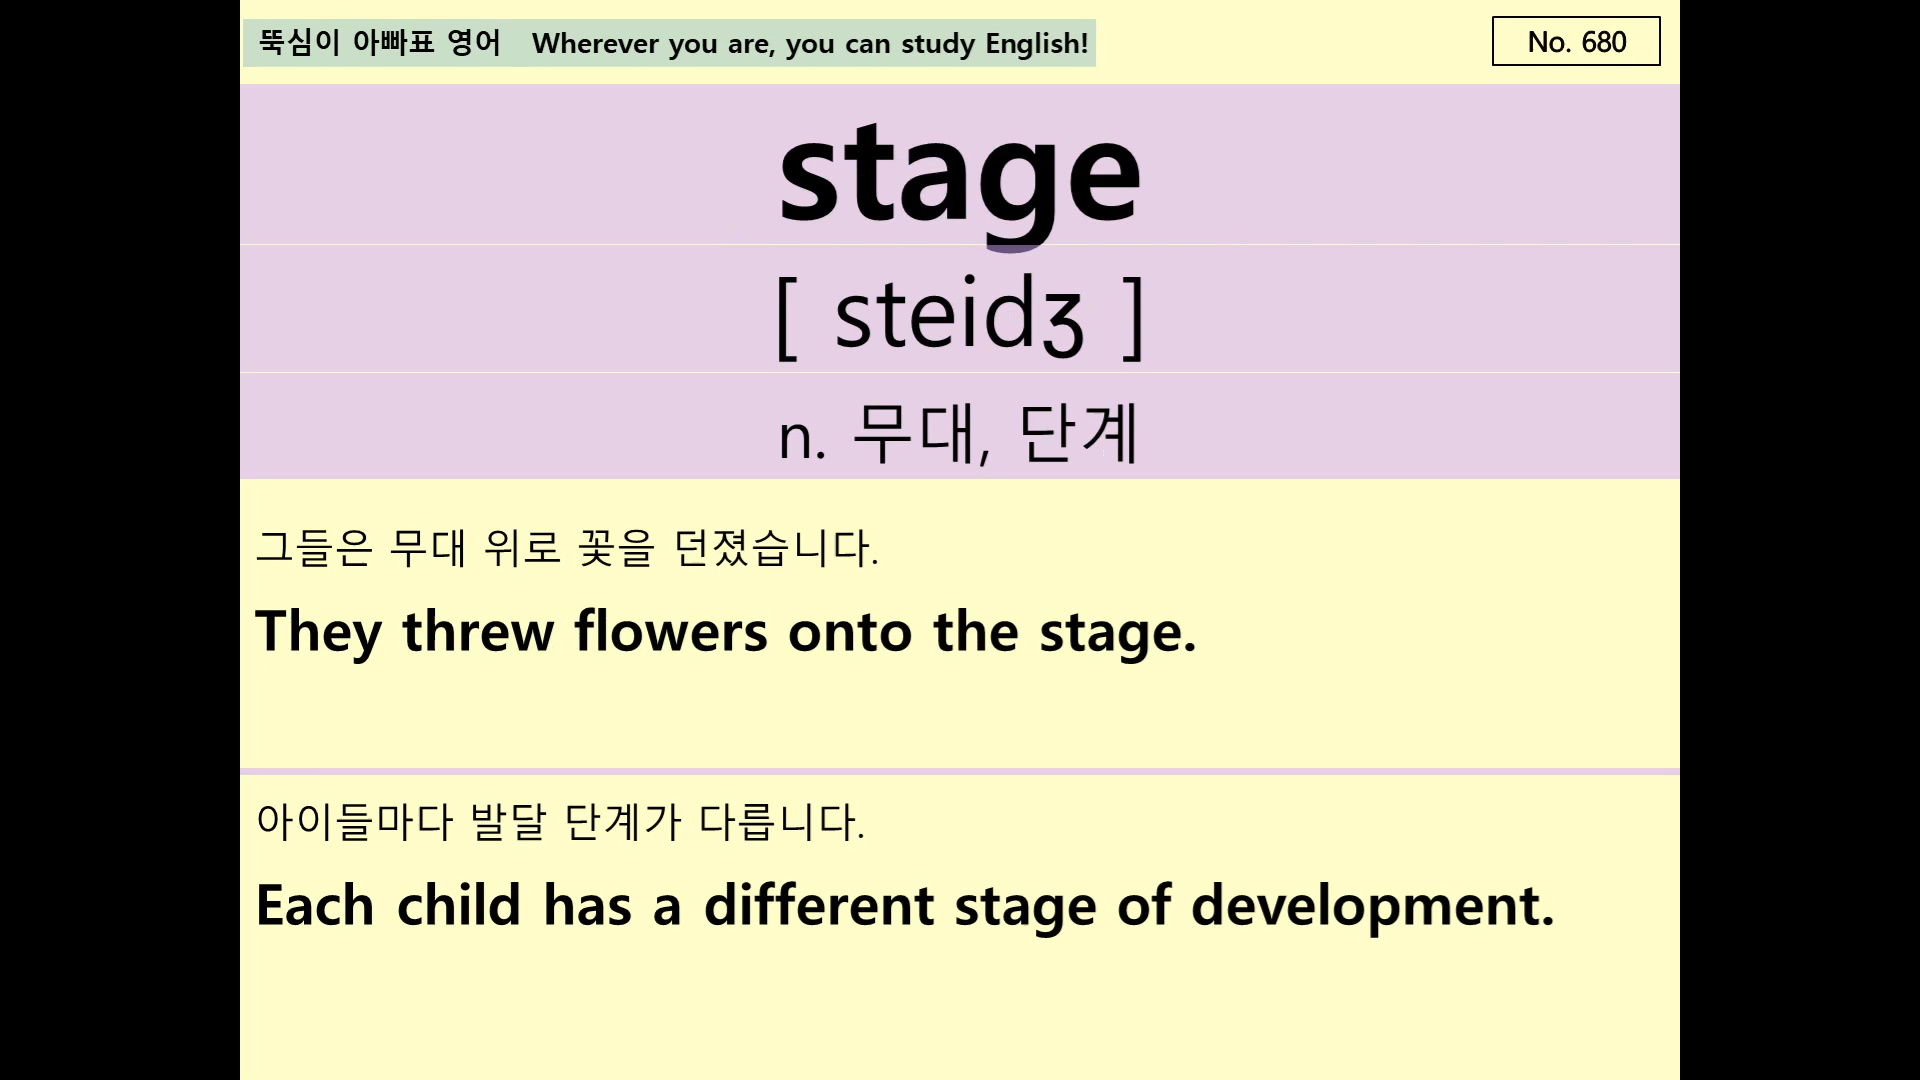 뚝심이 아빠표 영어 Wherever you are, you can study English!
No. 680
stage
[ steidʒ ]
n. 무대, 단계
그들은 무대 위로 꽃을 던졌습니다.
They threw flowers onto the stage.
아이들마다 발달 단계가 다릅니다.
Each child has a different stage of development.